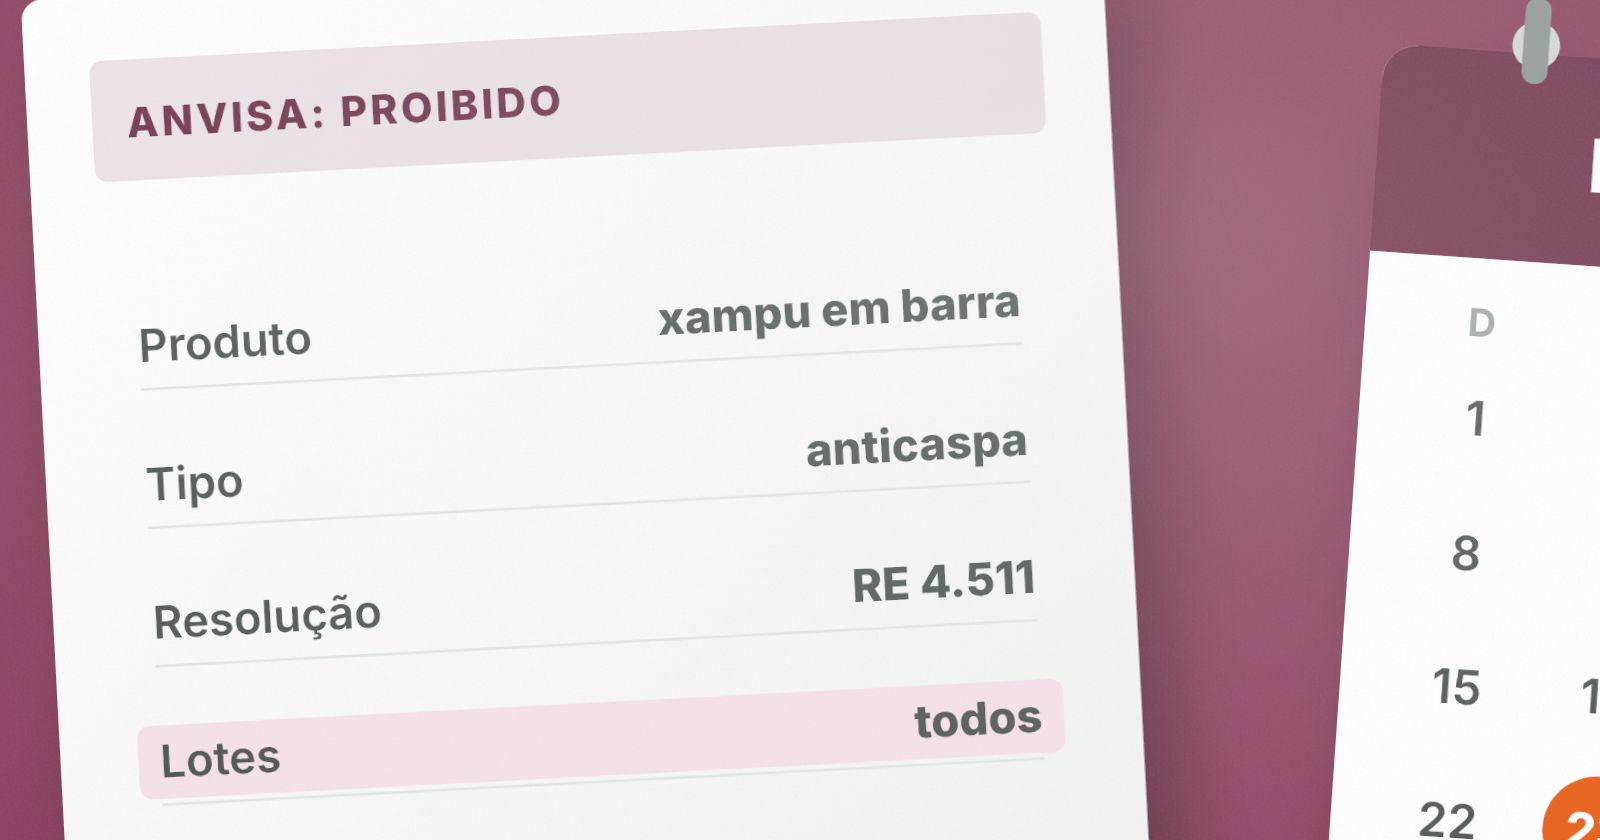 ANVISA: PROIBIDO
Produto xampu em barra
Tipo anticaspa
Resolução RE 4.511
Lotes todos
D
1
8
15
22